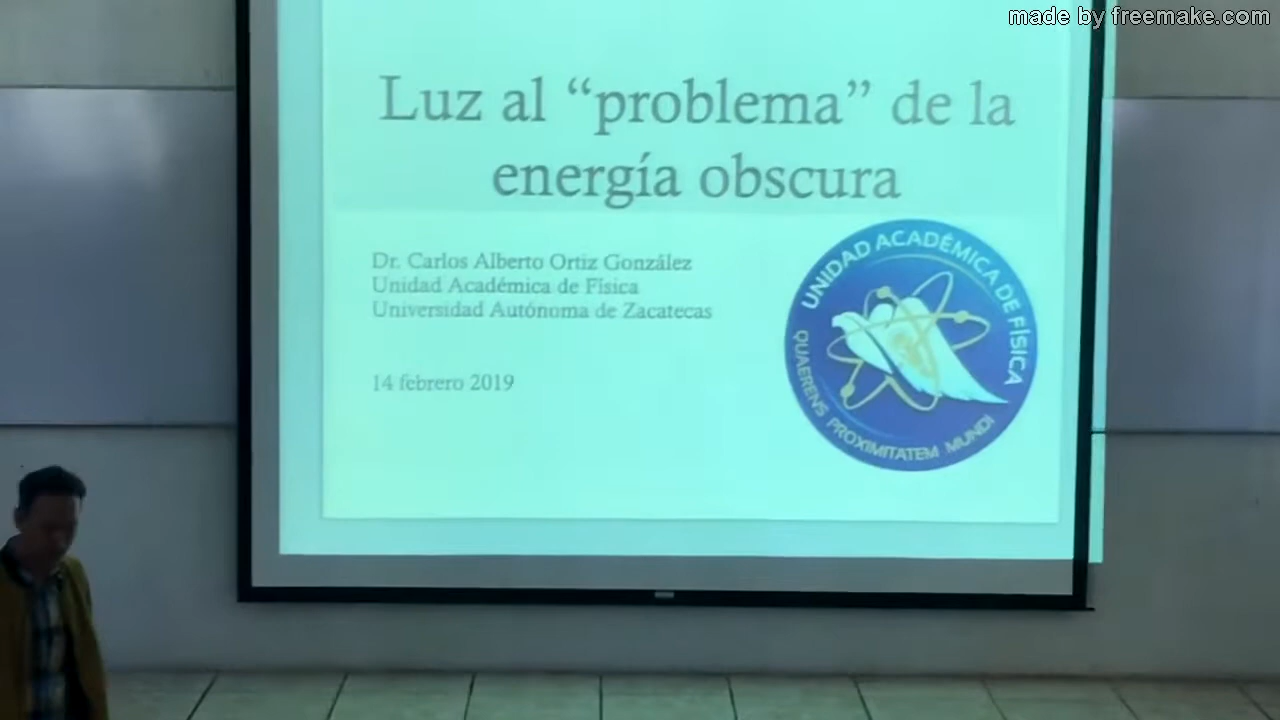 made by freemake.com
Luz al “problema” de la
energía obscura
Dr. Carlos Alberto Ortiz González
Unidad Académica de Física
Universidad Autónoma de Zacatecas
14 febrero 2019
UNIDAD ACADÉMICA DE FÍSICA
QUAERENS PROXIMITATEM MUNDI